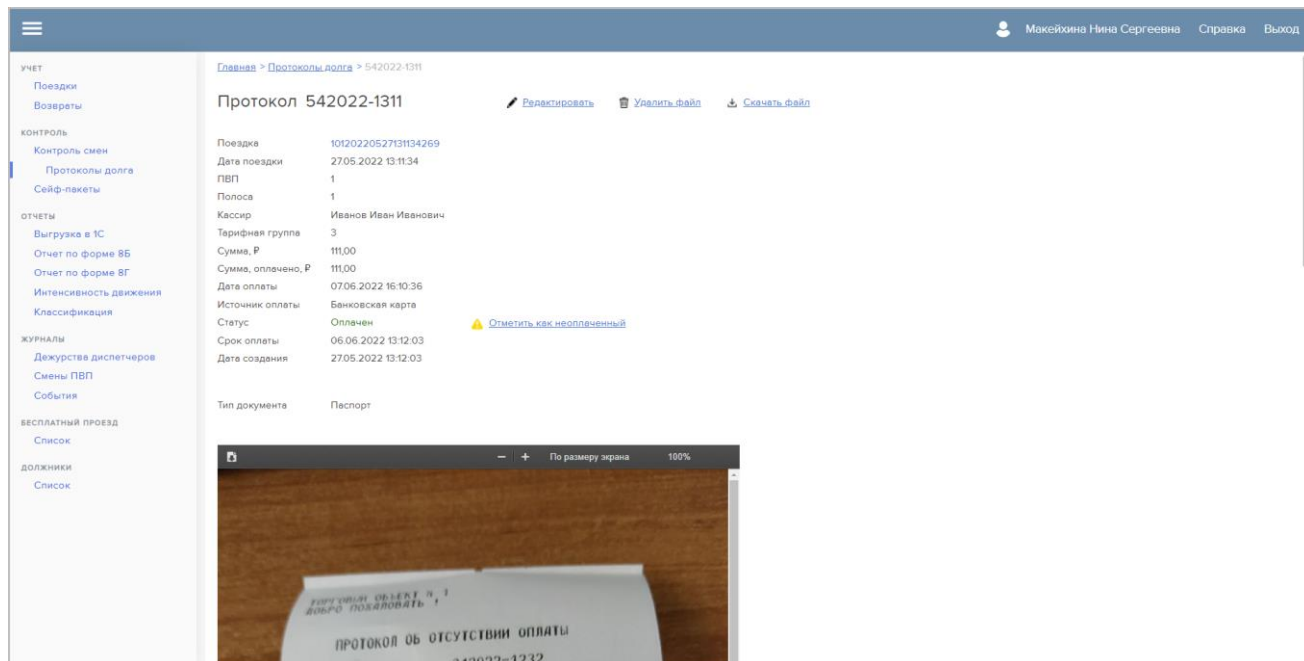 Макейхина Нина Сергеевна Справка Выход
УЧЕТ
Поездки
Возвраты
КОНТРОЛЬ
Контроль смен
Протоколы долга
Сейф-пакеты
ОТЧЕТЫ
Выгрузка в 1С
Отчет по форме 8Б
Отчет по форме 8Г
Интенсивность движения
Классификация
ЖУРНАЛЫ
Дежурства диспетчеров
Смены ПВП
События
БЕСПЛАТНЫЙ ПРОЕЗД
Список
ДОЛЖНИКИ
Список
Главная > Протоколы долга > 542022-1311
Протокол 542022-1311 Редактировать Удалить файл Скачать файл
Поездка 10120220527131134269
Дата поездки 27.05.2022 13:11:34
ПВП 1
Полоса 1
Кассир Иванов Иван Иванович
Тарифная группа 3
Сумма, ₽ 111,00
Сумма, оплачено, ₽ 111,00
Дата оплаты 07.06.2022 16:10:36
Источник оплаты Банковская карта
Статус Оплачен Отметить как неоплаченный
Срок оплаты 06.06.2022 13:12:03
Дата создания 27.05.2022 13:12:03
Тип документа Паспорт
По размеру экрана 100%
ТОРГОВЫЙ ОБЪЕКТ N 1
ДОБРО ПОЖАЛОВАТЬ !
ПРОТОКОЛ ОБ ОТСУТСТВИИ ОПЛАТЫ